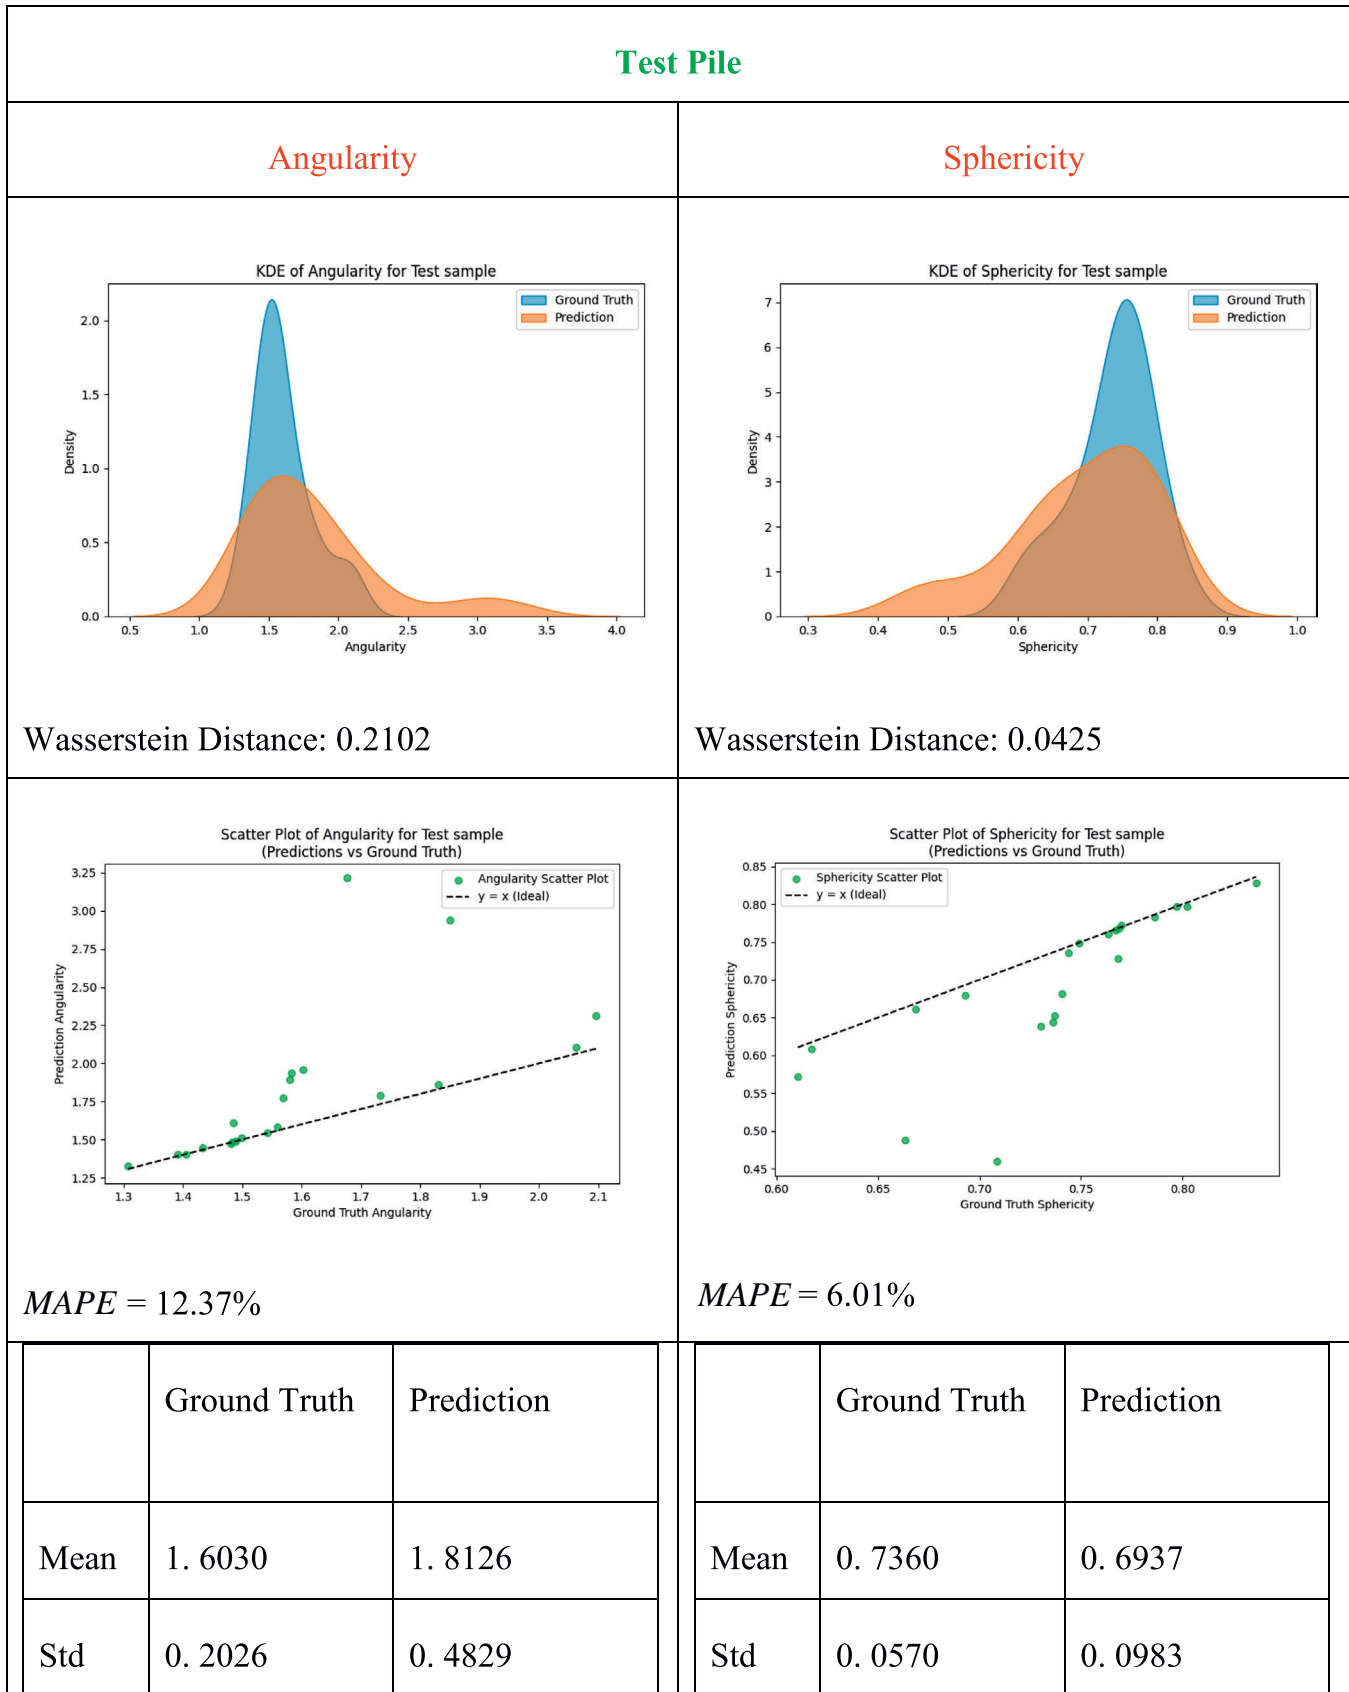 Test Pile
Angularity
Sphericity
KDE of Angularity for Test sample
Ground Truth
Prediction
2.0
1.5
1.0
0.5
0.0
Density
0.5 1.0 1.5 2.0 2.5 3.0 3.5 4.0
Angularity
Wasserstein Distance: 0.2102
KDE of Sphericity for Test sample
Ground Truth
Prediction
7
6
5
4
3
2
1
0
Density
0.3 0.4 0.5 0.6 0.7 0.8 0.9 1.0
Sphericity
Wasserstein Distance: 0.0425
Scatter Plot of Angularity for Test sample
(Predictions vs Ground Truth)
Angularity Scatter Plot
y = x (Ideal)
3.25
3.00
2.75
2.50
2.25
2.00
1.75
1.50
1.25
Prediction Angularity
1.3 1.4 1.5 1.6 1.7 1.8 1.9 2.0 2.1
Ground Truth Angularity
MAPE = 12.37%
Scatter Plot of Sphericity for Test sample
(Predictions vs Ground Truth)
Sphericity Scatter Plot
y = x (Ideal)
0.85
0.80
0.75
0.70
0.65
0.60
0.55
0.50
0.45
Prediction Sphericity
0.60 0.65 0.70 0.75 0.80
Ground Truth Sphericity
MAPE = 6.01%
Ground Truth Prediction
Mean 1. 6030 1. 8126
Std 0. 2026 0. 4829
Ground Truth Prediction
Mean 0. 7360 0. 6937
Std 0. 0570 0. 0983